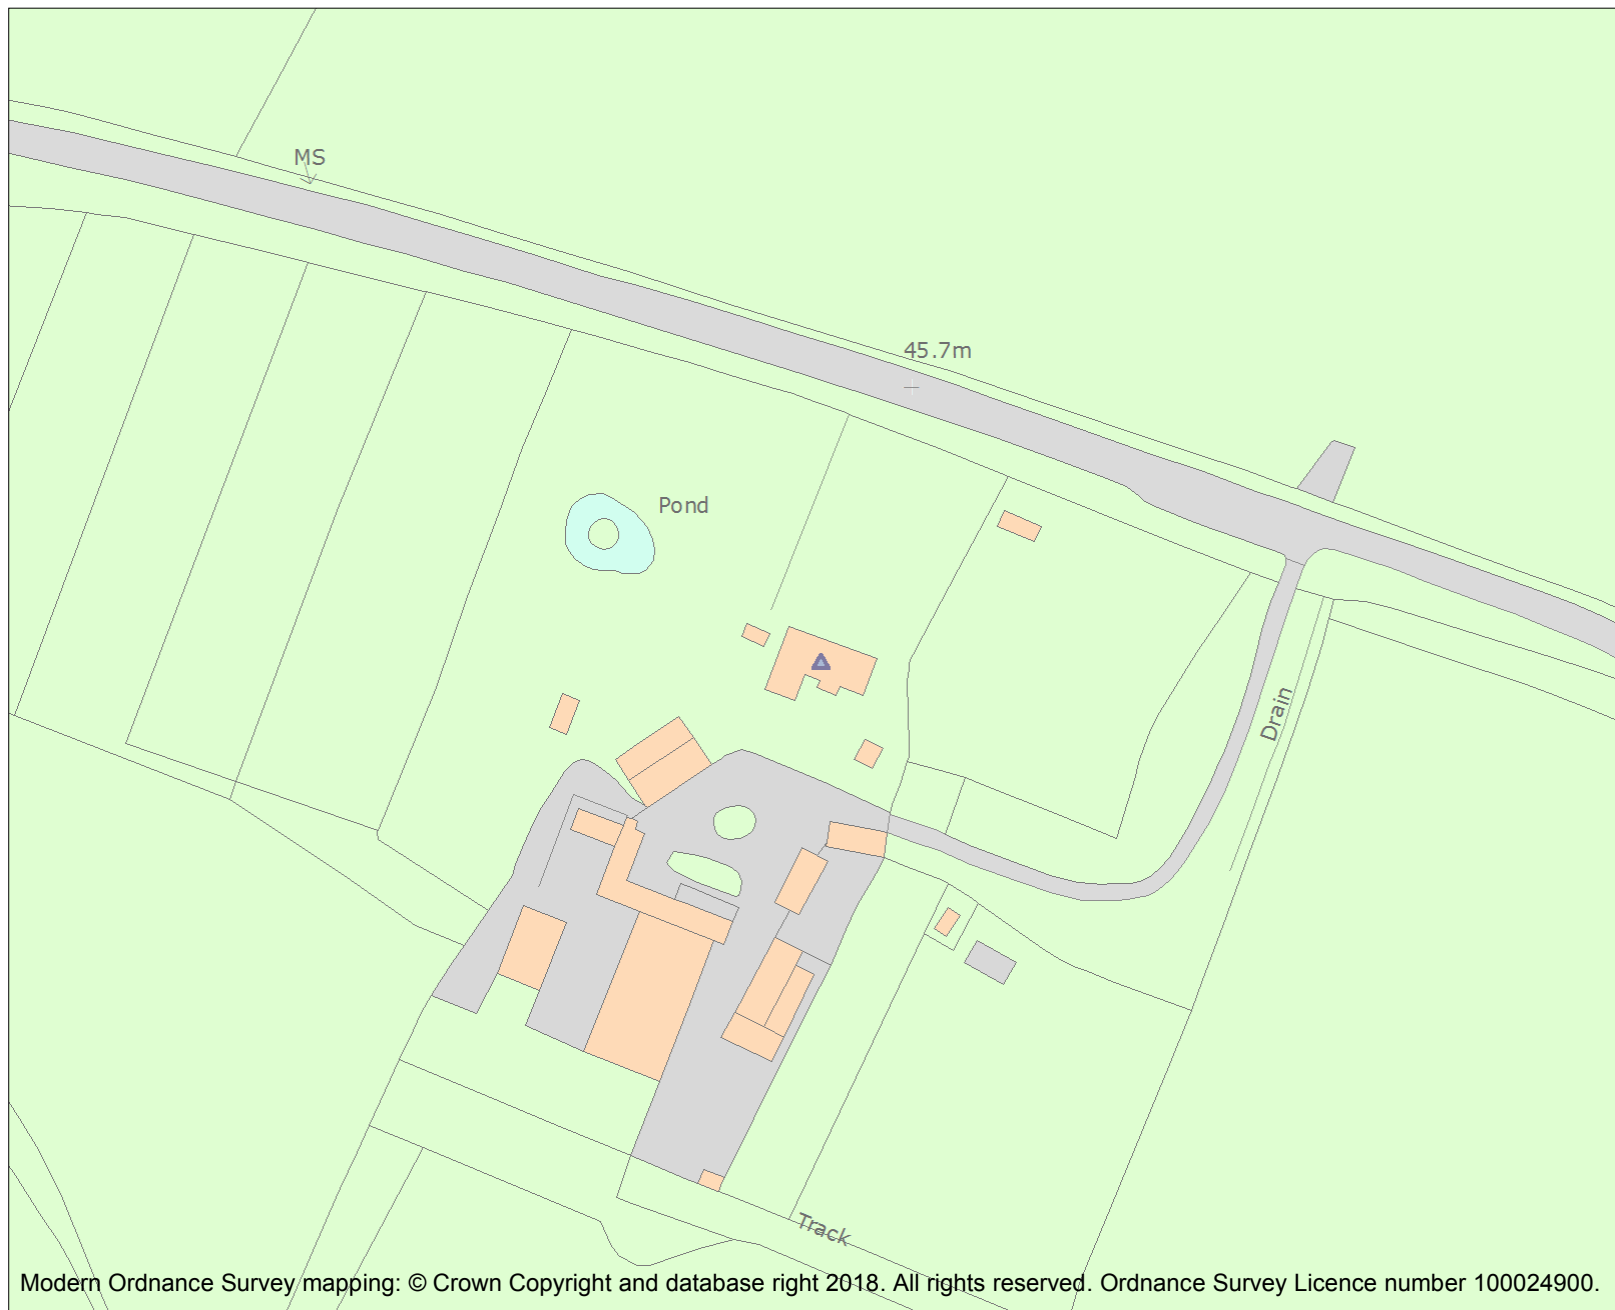 MS
45.7m
Pond
Drain
Track
Modern Ordnance Survey mapping: © Crown Copyright and database right 2018. All rights reserved. Ordnance Survey Licence number 100024900.